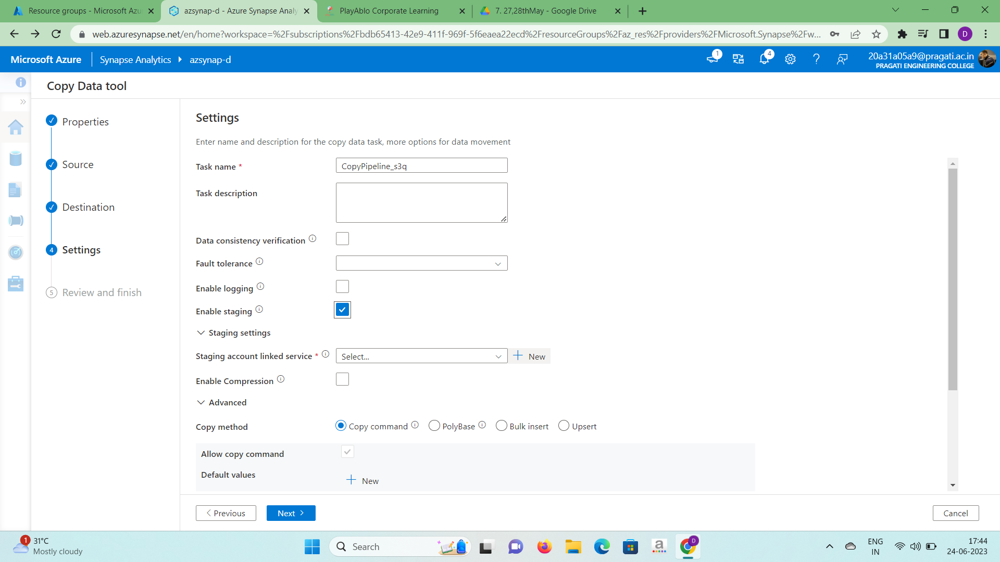 Resource groups - Microsoft Azu
azsynap-d - Azure Synapse Analy
PlayAblo Corporate Learning
7. 27,28thMay - Google Drive
web.azuresynapse.net/en/home?workspace=%2Fsubscriptions%2Fbdb65413-42e9-411f-969f-5f6eaea22ecd%2FresourceGroups%2Faz_res%2Fproviders%2FMicrosoft.Synapse%2Fw...
D
Microsoft Azure
Synapse Analytics
azsynap-d
1
4
20a31a05a9@pragati.ac.in
PRAGATI ENGINEERING COLLEGE
Copy Data tool
Properties
Source
Destination
4 Settings
5 Review and finish
Settings
Enter name and description for the copy data task, more options for data movement
Task name * CopyPipeline_s3q
Task description
Data consistency verification
Fault tolerance
Enable logging
Enable staging
Staging settings
Staging account linked service * Select... New
Enable Compression
Advanced
Copy method Copy command PolyBase Bulk insert Upsert
Allow copy command
Default values New
Previous Next Cancel
1
31°C
Mostly cloudy
Search
a
D
ENG
IN
17:44
24-06-2023